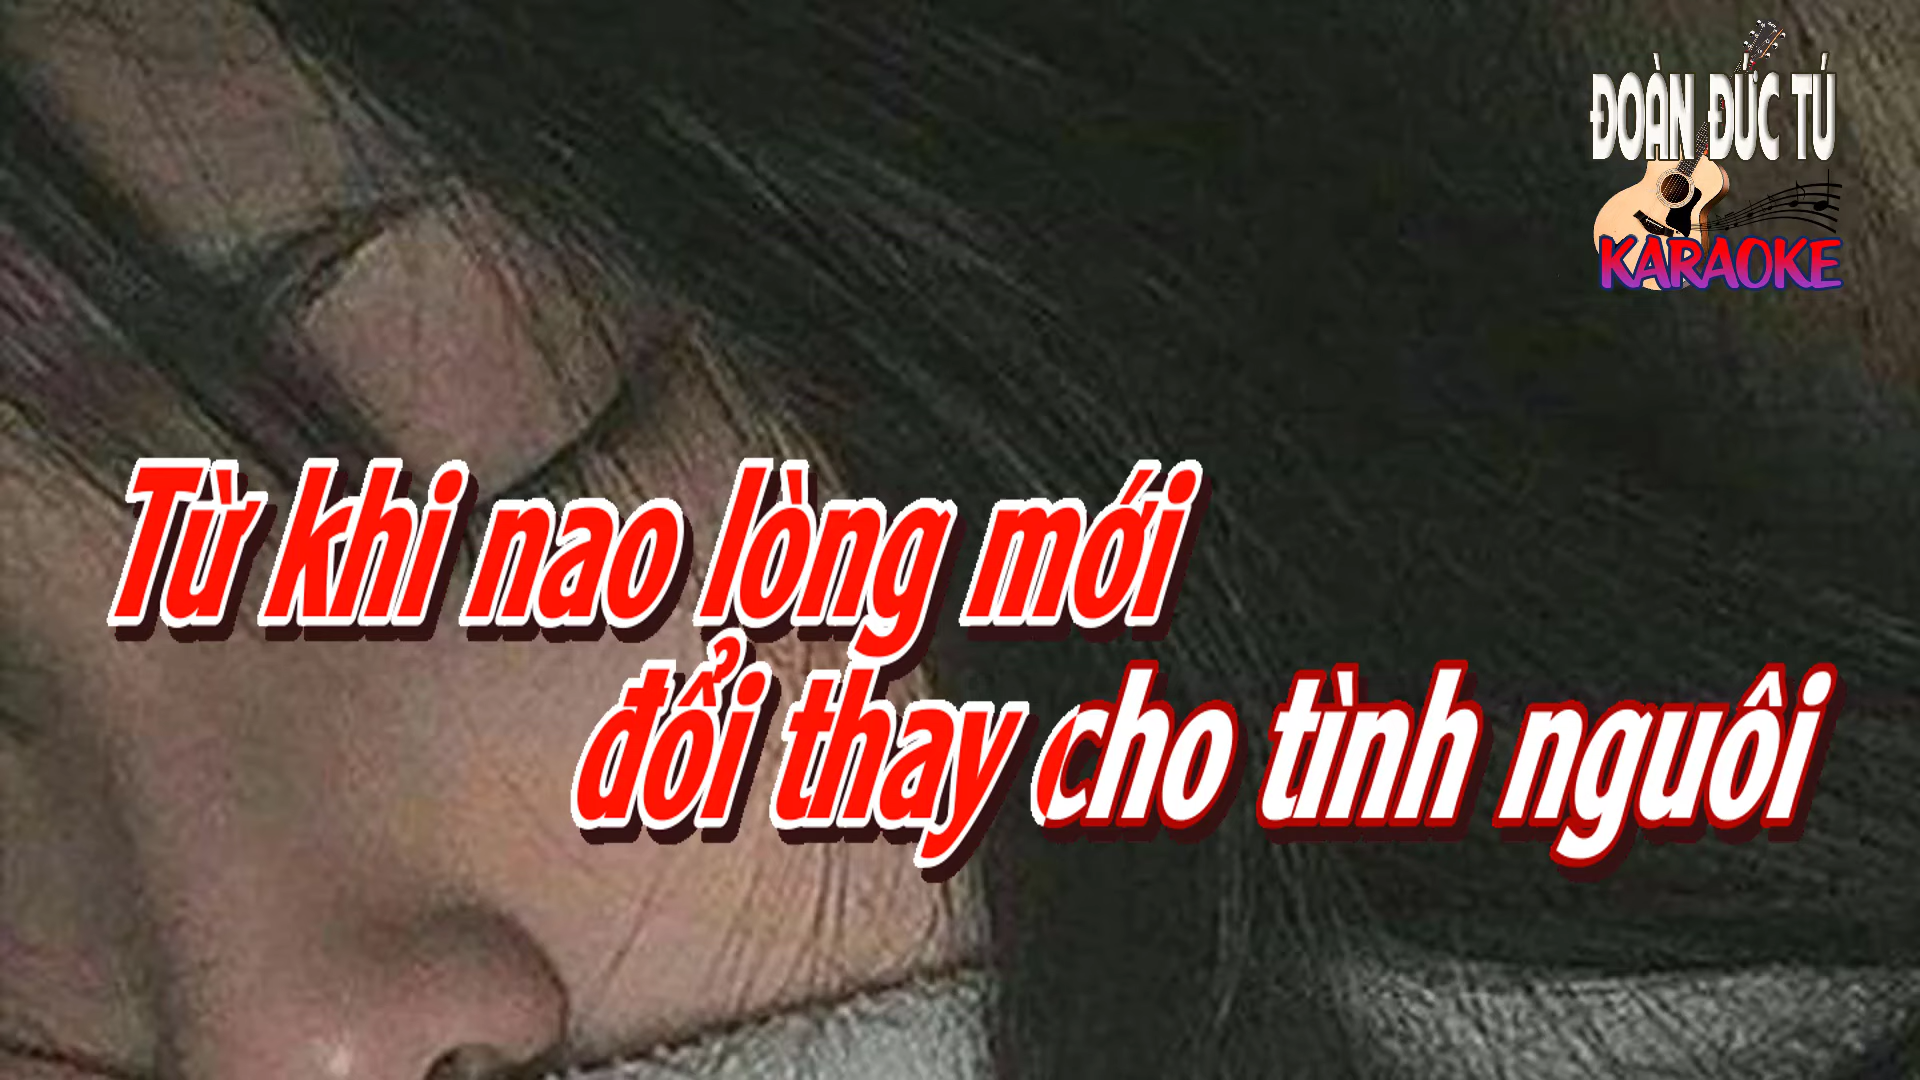 ĐOÀN ĐỨC TÚ
KARAOKE
Từ khi nao lòng mới
đổi thay cho tình nguôi